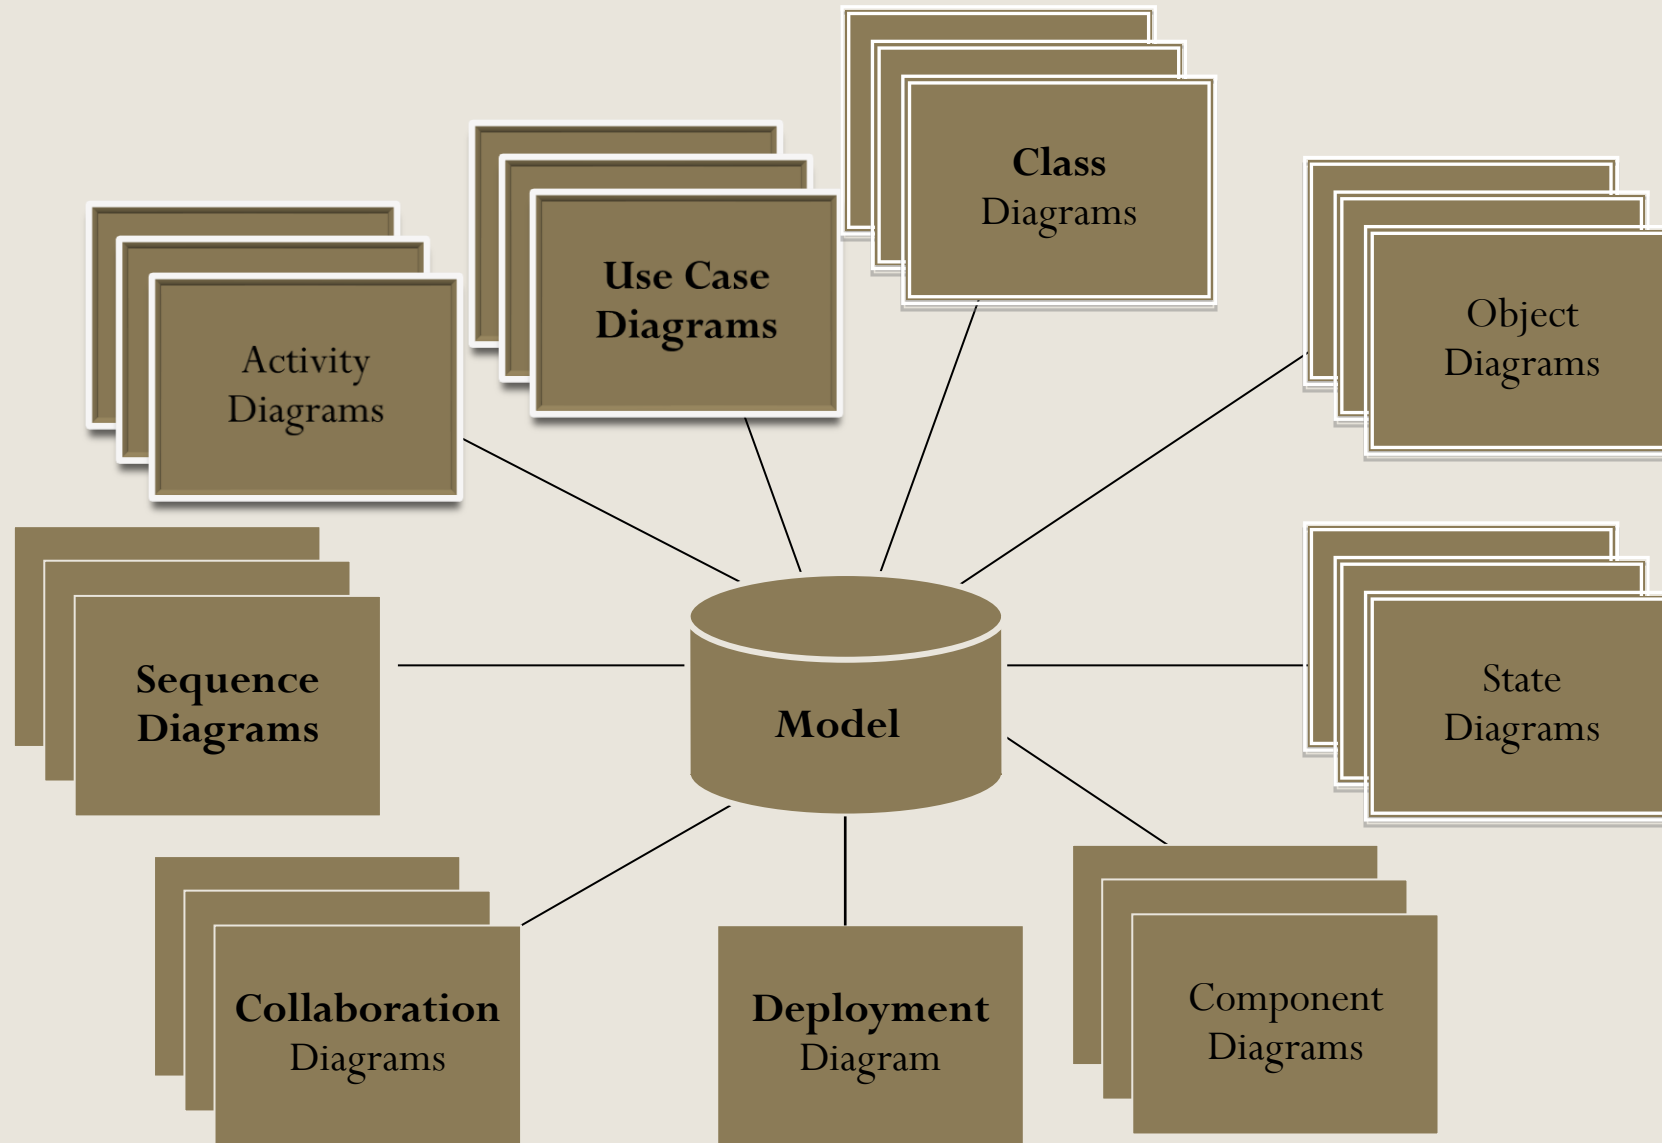 Class
Diagrams
Use Case
Diagrams
Object
Diagrams
Activity
Diagrams
Sequence
Diagrams
Model
State
Diagrams
Collaboration
Diagrams
Deployment
Diagram
Component
Diagrams